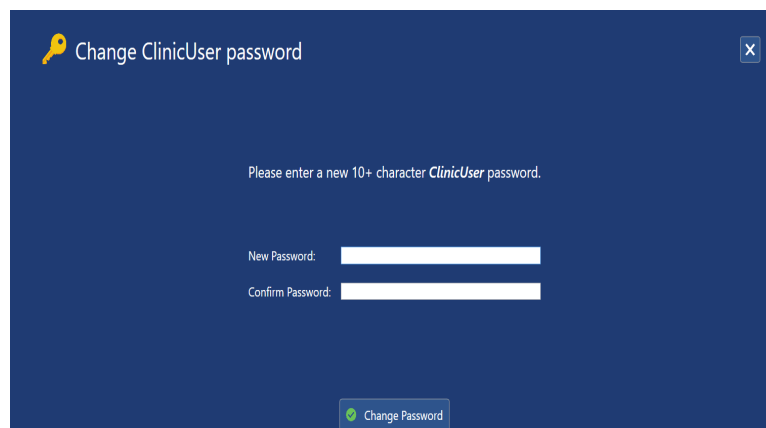 Change ClinicUser password
X
Please enter a new 10+ character ClinicUser password.
New Password:
Confirm Password:
Change Password